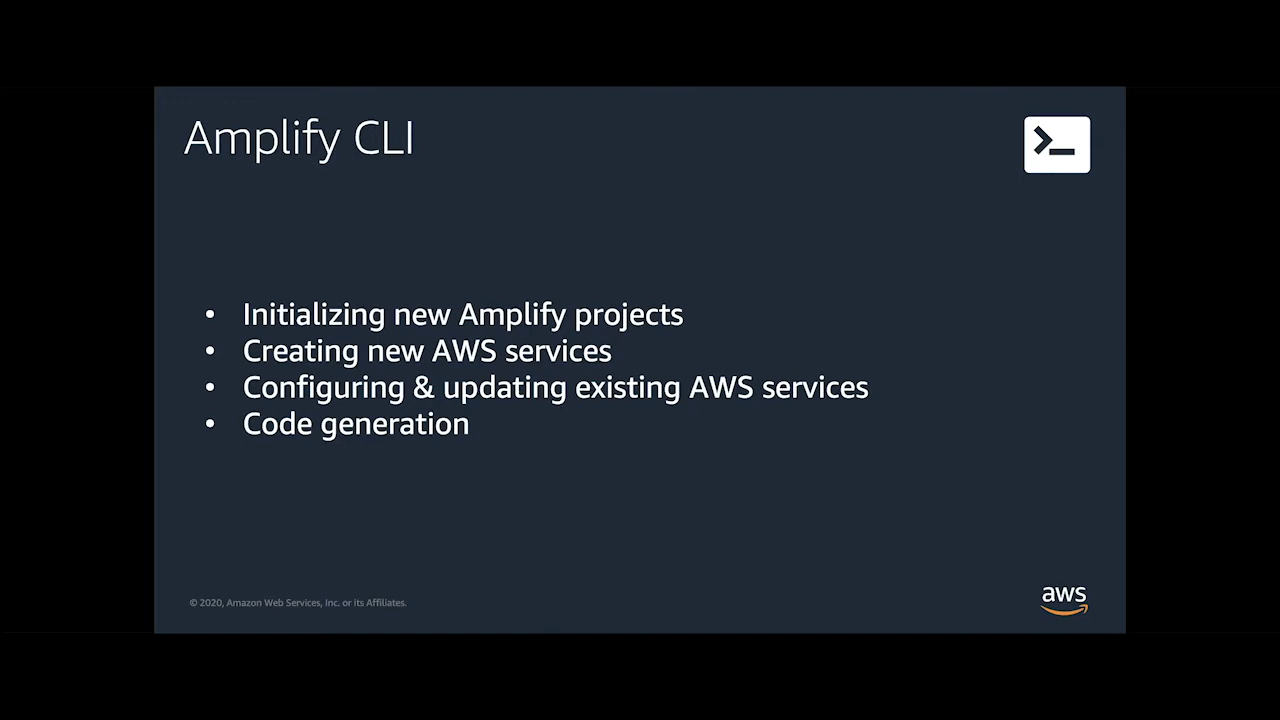 Amplify CLI
• Initializing new Amplify projects
• Creating new AWS services
• Configuring & updating existing AWS services
• Code generation
© 2020, Amazon Web Services, Inc. or its Affiliates.
aws